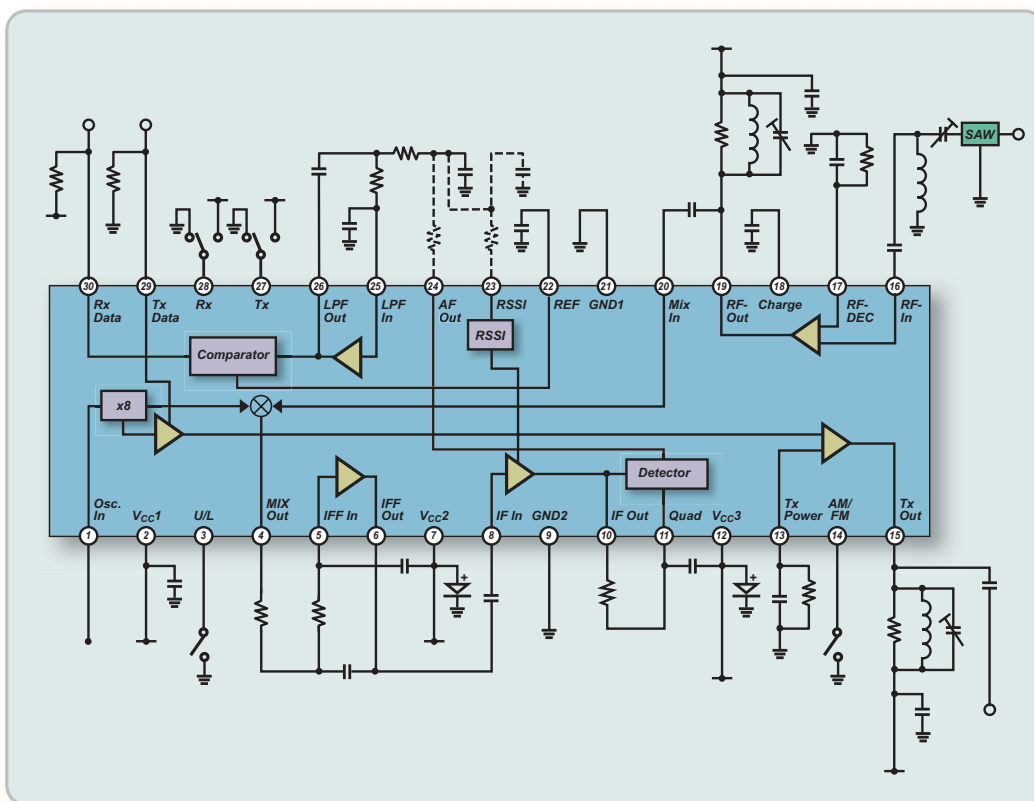 SAW
30 29 28 27 26 25 24 23 22 21 20 19 18 17 16
Rx Data
Tx Data
Rx
Tx
LPF Out
LPF In
AF Out
RSSI
REF
GND1
Mix In
RF-Out
Charge
RF-DEC
RF-In
RSSI
Comparator
x8
Detector
Osc. In
VCC1
U/L
MIX Out
IFF In
IFF Out
VCC2
IF In
GND2
IF Out
Quad
VCC3
Tx Power
AM/FM
Tx Out
1 2 3 4 5 6 7 8 9 10 11 12 13 14 15
+
+